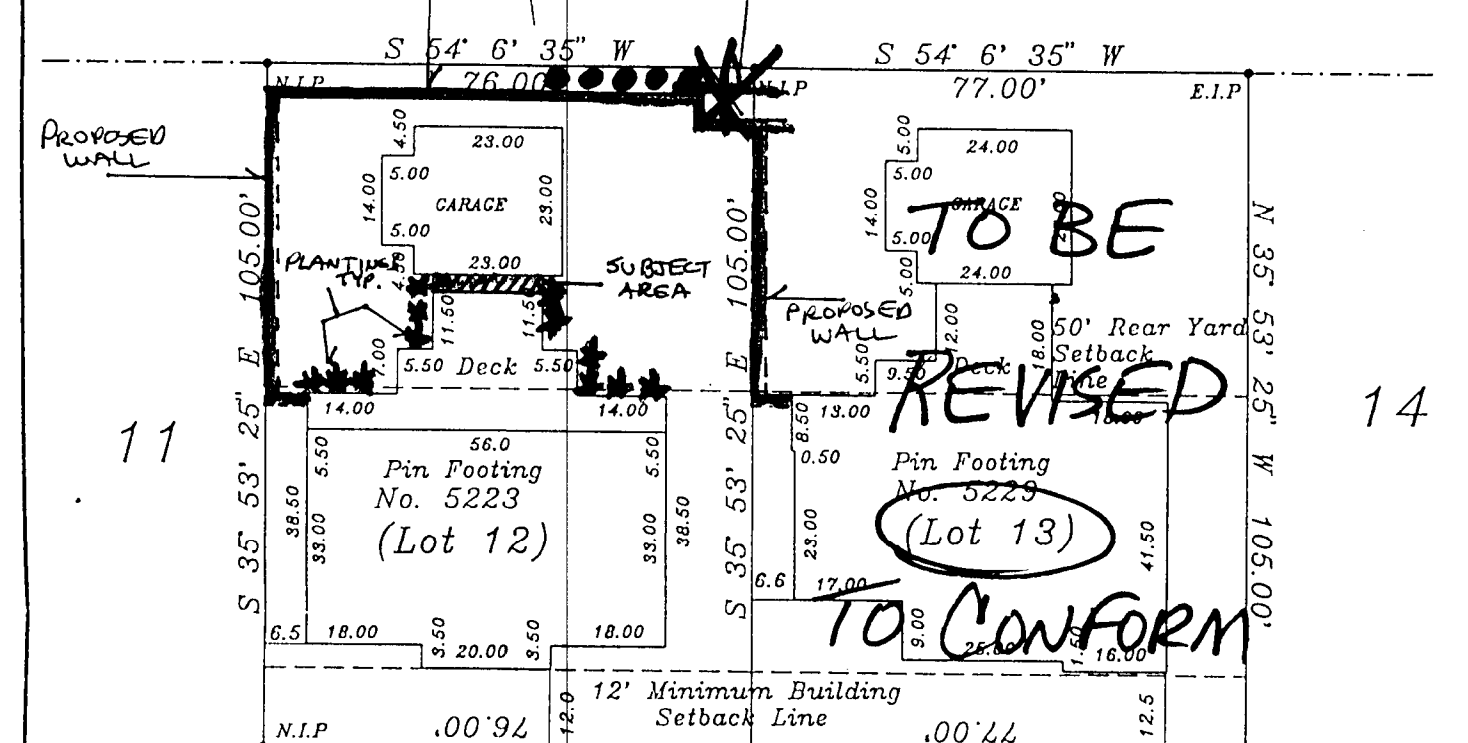 S 54° 6' 35" W
S 54° 6' 35" W
N.I.P
76.00'
N.I.P
77.00'
E.I.P
PROPOSED
WALL
4.50
23.00
5.00
14.00
GARAGE
23.00
5.00
4.50
23.00
5.00
24.00
5.00
14.00
GARAGE
5.00
24.00
5.00
TO BE
105.00'
S 35° 53' 25" E
105.00'
S 35° 53' 25" E
N 35° 53' 25" W 105.00'
PLANTING
TYP.
SUBJECT
AREA
PROPOSED
WALL
11.50
11.50
7.00
5.50
Deck
5.50
12.00
18.00
50' Rear Yard
Setback
Line
5.50
9.50
Deck
REVISED
14.00
14.00
13.00
11
14
56.0
5.50
5.50
8.50
0.50
Pin Footing
No. 5223
(Lot 12)
38.50
33.00
33.00
38.50
Pin Footing
No. 5229
(Lot 13)
23.00
41.50
6.6
17.00
TO CONFORM
6.5
18.00
3.50
20.00
3.50
18.00
9.00
1.50
16.00
12' Minimum Building
Setback Line
N.I.P
76.00'
12.0
77.00'
12.5